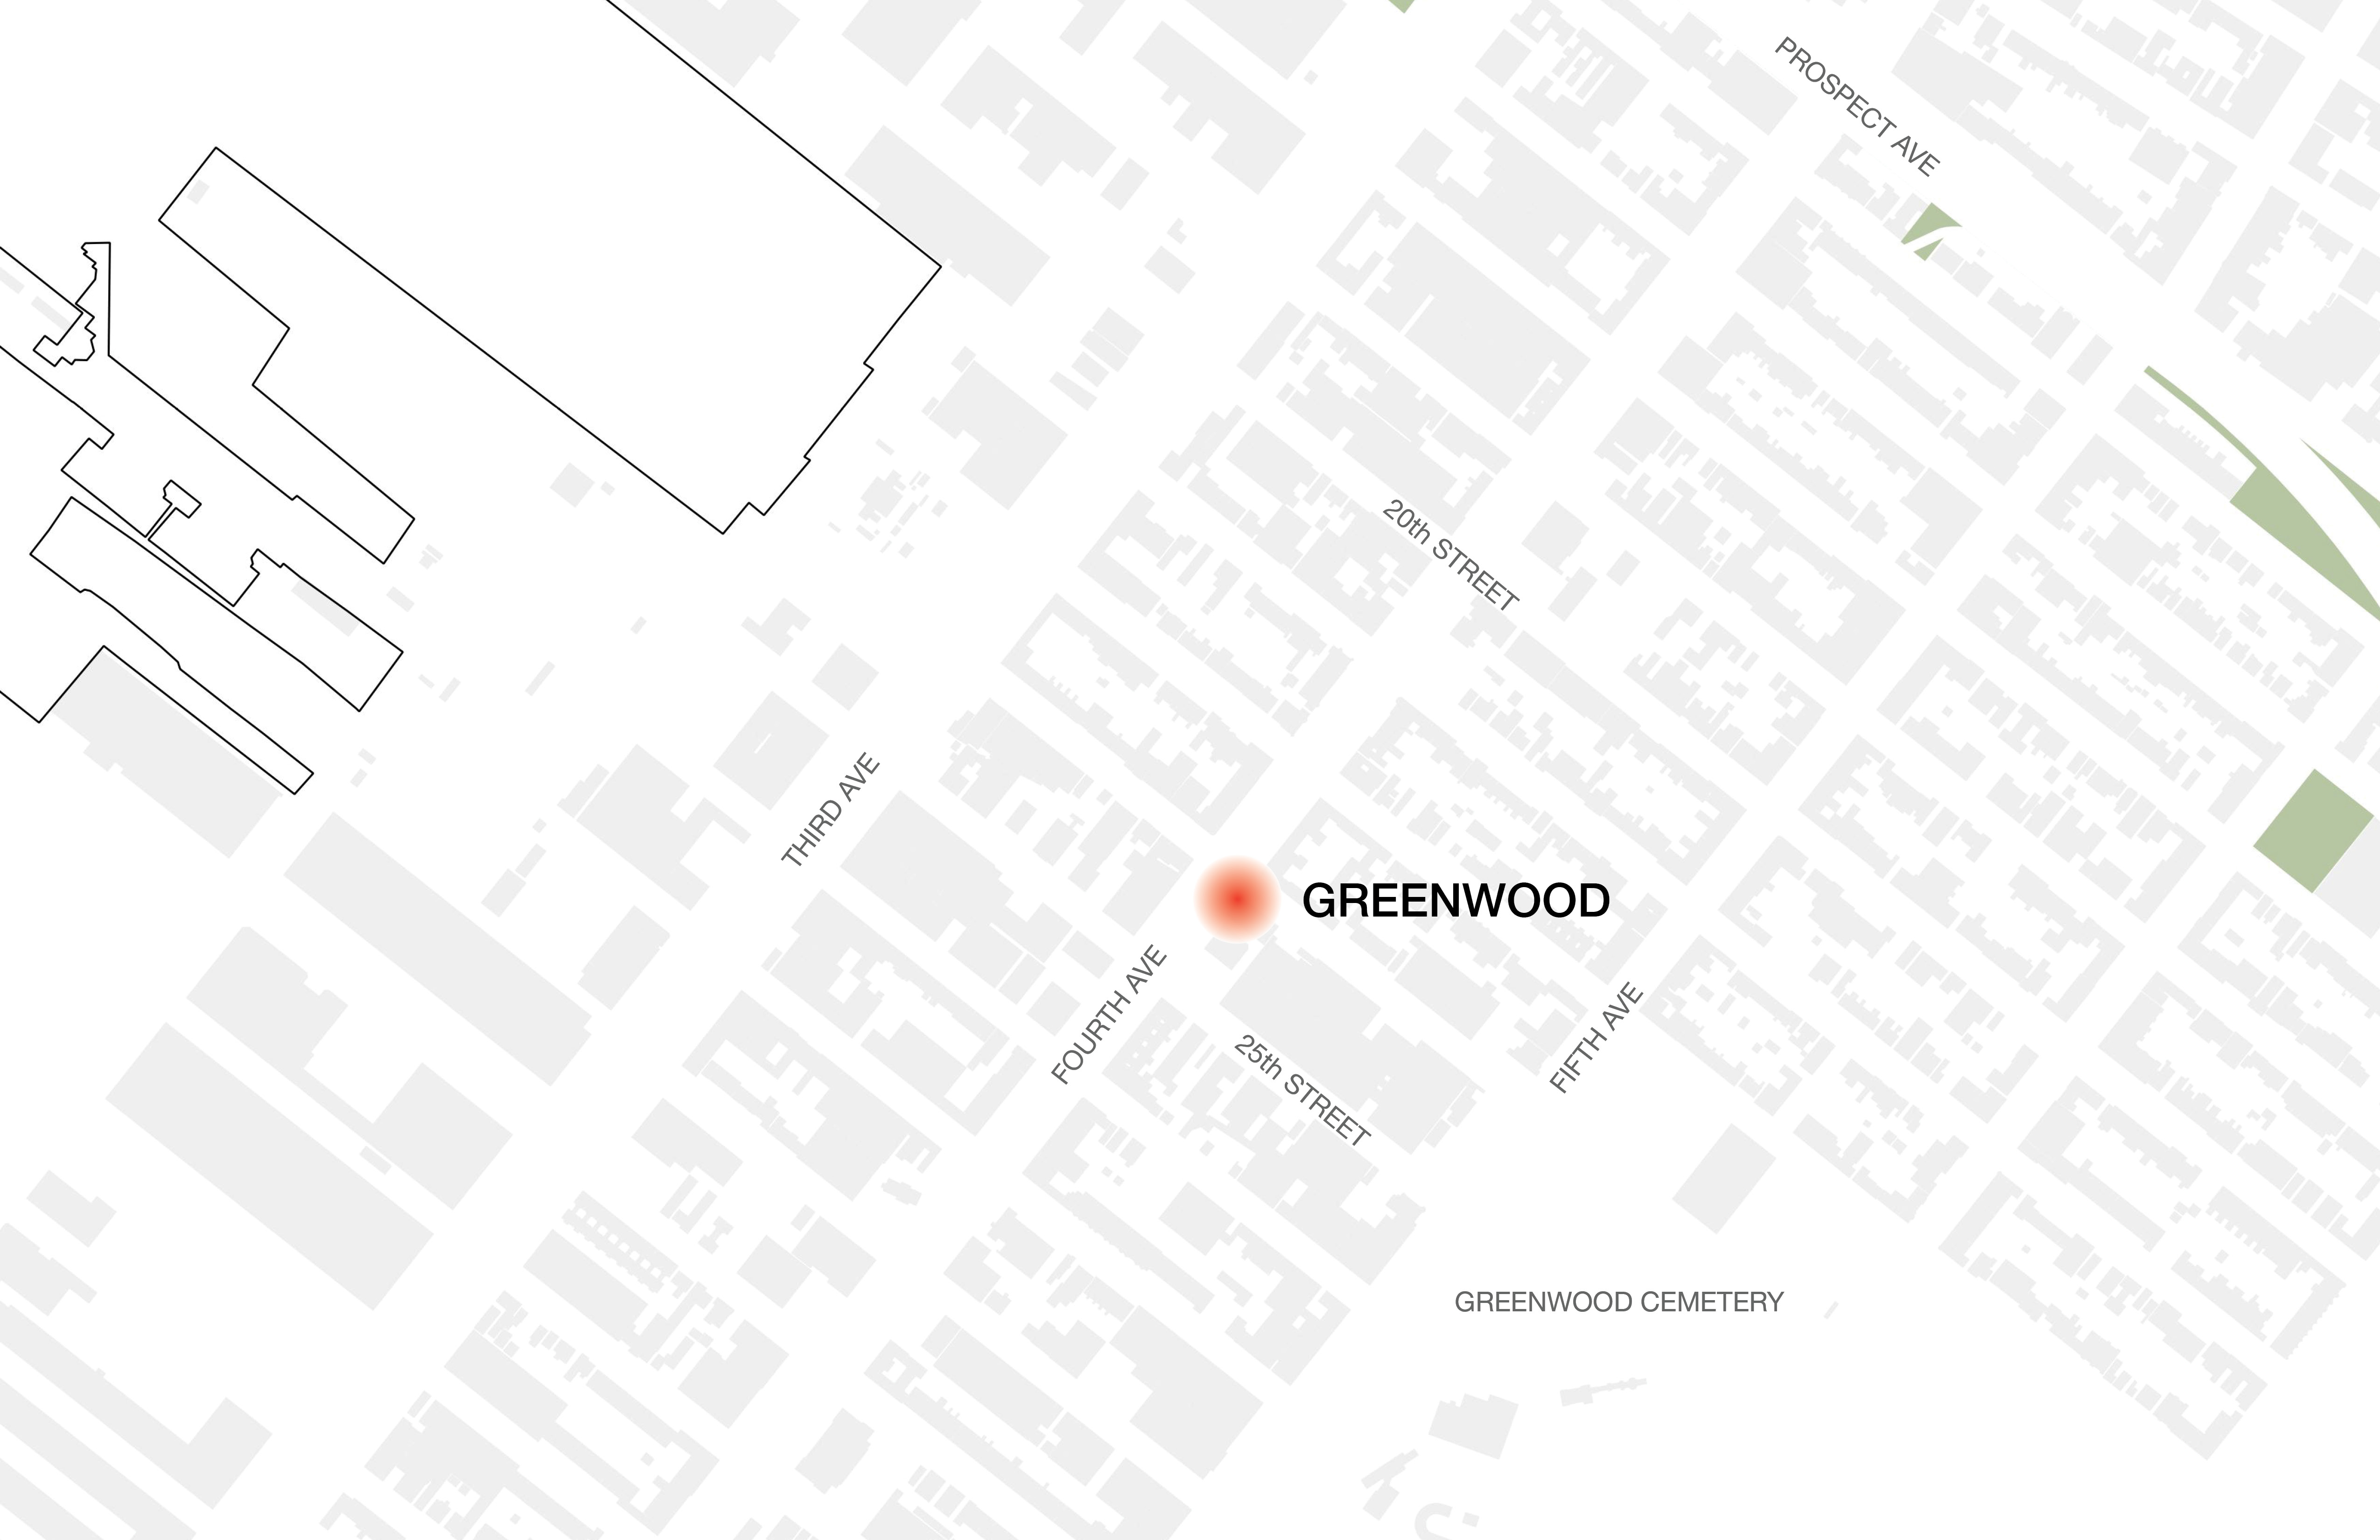 PROSPECT AVE
20th STREET
THIRD AVE
GREENWOOD
FOURTH AVE
FIFTH AVE
25th STREET
GREENWOOD CEMETERY